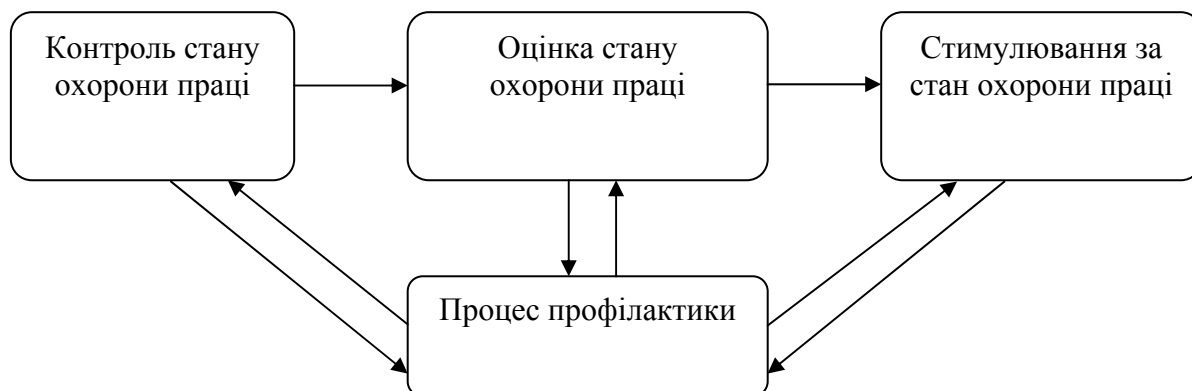 Контроль стану
охорони праці
Оцінка стану
охорони праці
Стимулювання за
стан охорони праці
Процес профілактики